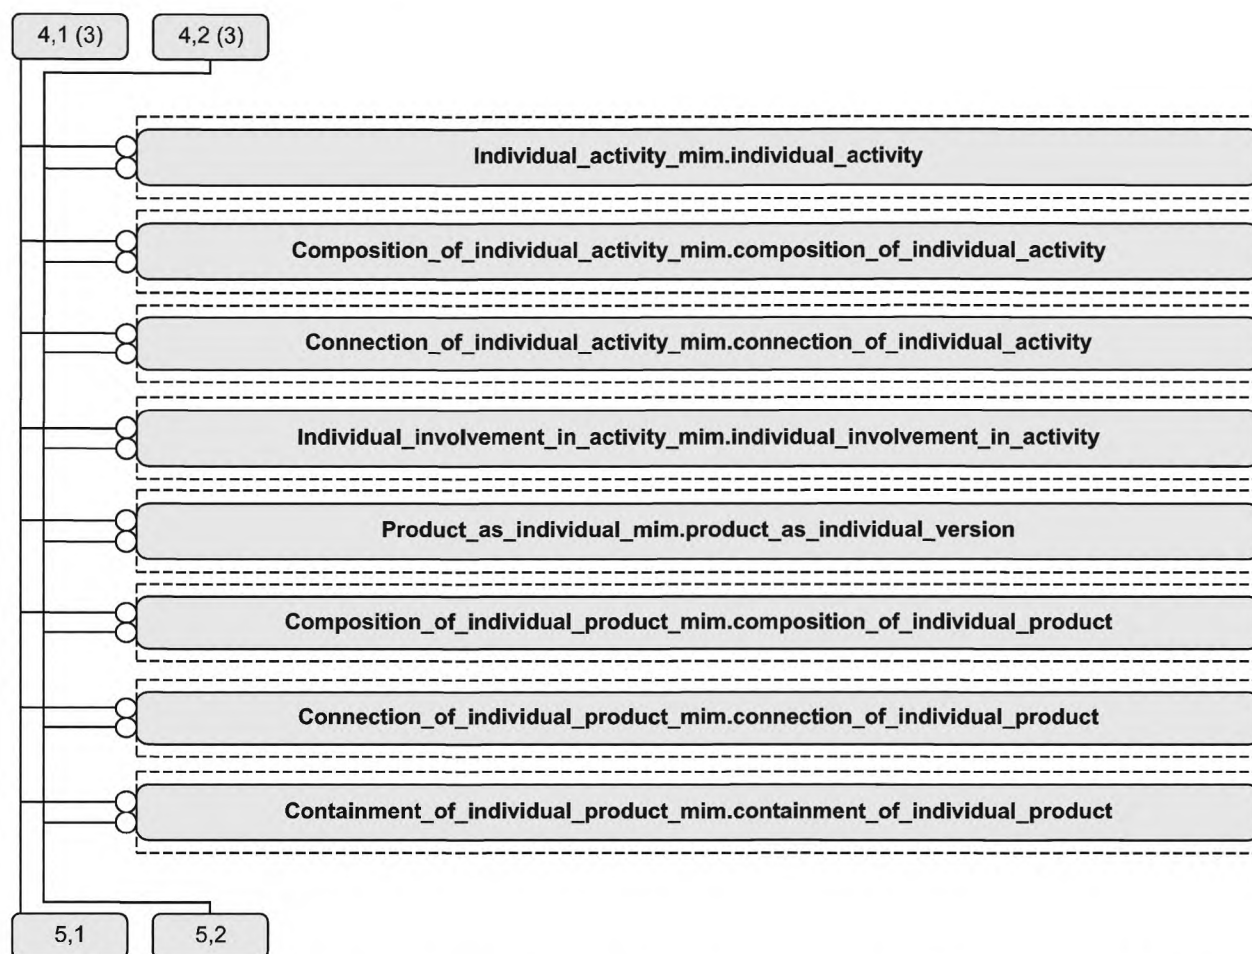 4,1 (3) 4,2 (3)
Individual_activity_mim.individual_activity
Composition_of_individual_activity_mim.composition_of_individual_activity
Connection_of_individual_activity_mim.connection_of_individual_activity
Individual_involvement_in_activity_mim.individual_involvement_in_activity
Product_as_individual_mim.product_as_individual_version
Composition_of_individual_product_mim.composition_of_individual_product
Connection_of_individual_product_mim.connection_of_individual_product
Containment_of_individual_product_mim.containment_of_individual_product
5,1 5,2